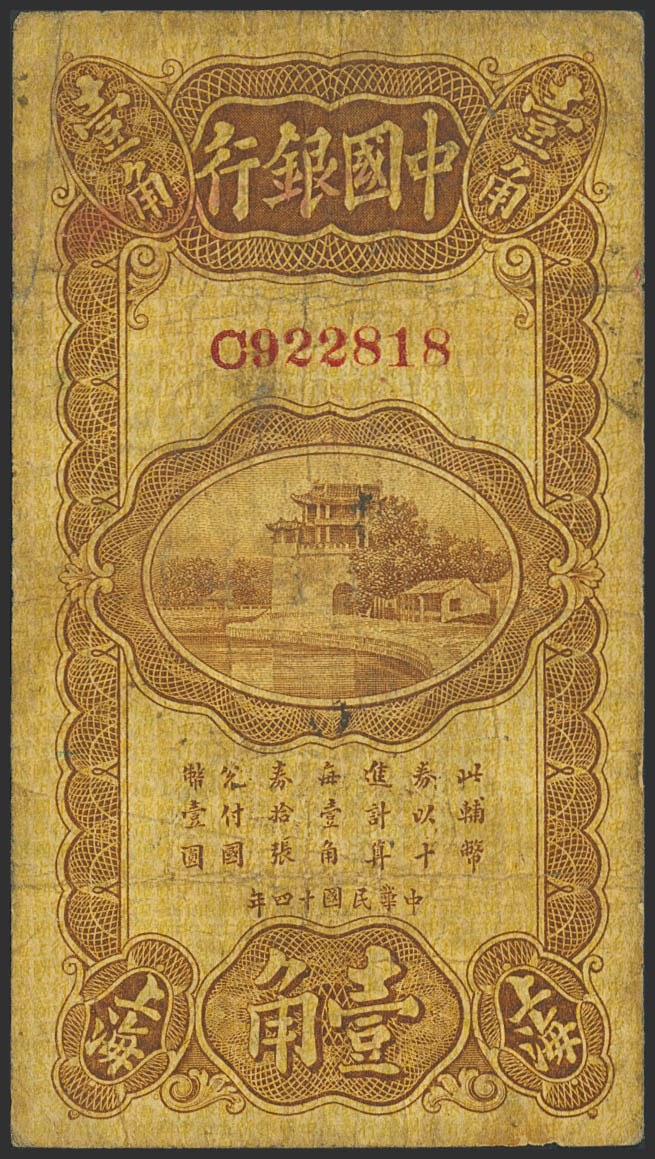 壹角
中國銀行
壹角
C922818
此輔幣
券以十
進計算
每壹角
券拾張
兌付國
幣壹圓
中華民國十四年
上海
壹角
上海